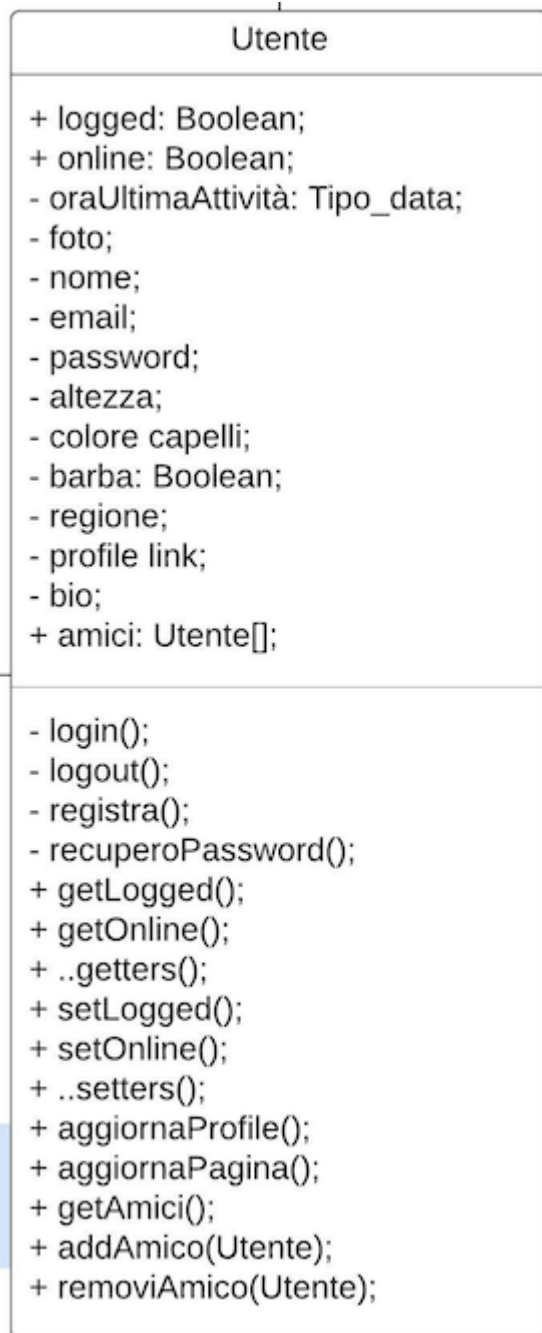 Utente
+ logged: Boolean;
+ online: Boolean;
- oraUltimaAttività: Tipo_data;
- foto;
- nome;
- email;
- password;
- altezza;
- colore capelli;
- barba: Boolean;
- regione;
- profile link;
- bio;
+ amici: Utente[];
- login();
- logout();
- registra();
- recuperoPassword();
+ getLogged();
+ getOnline();
+ ..getters();
+ setLogged();
+ setOnline();
+ ..setters();
+ aggiornaProfile();
+ aggiornaPagina();
+ getAmici();
+ addAmico(Utente);
+ removiAmico(Utente);